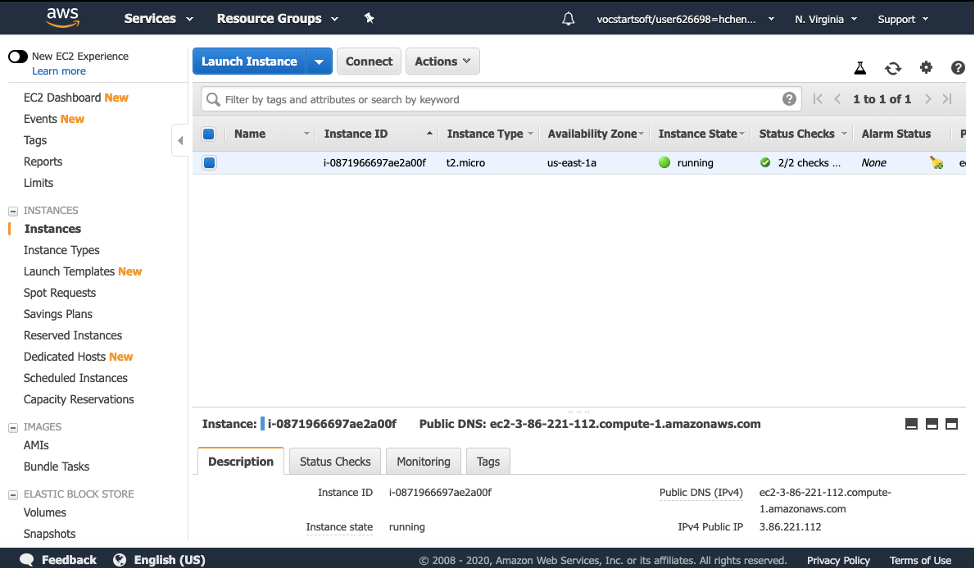 aws Services Resource Groups vocstartsoft/user626698=hchen... N. Virginia Support
New EC2 Experience
Learn more
EC2 Dashboard New
Events New
Tags
Reports
Limits
INSTANCES
Instances
Instance Types
Launch Templates New
Spot Requests
Savings Plans
Reserved Instances
Dedicated Hosts New
Scheduled Instances
Capacity Reservations
IMAGES
AMIs
Bundle Tasks
ELASTIC BLOCK STORE
Volumes
Snapshots
Launch Instance Connect Actions
Filter by tags and attributes or search by keyword ? 1 to 1 of 1
Name Instance ID Instance Type Availability Zone Instance State Status Checks Alarm Status P
i-0871966697ae2a00f t2.micro us-east-1a running 2/2 checks ... None e
Instance: i-0871966697ae2a00f Public DNS: ec2-3-86-221-112.compute-1.amazonaws.com
Description Status Checks Monitoring Tags
Instance ID i-0871966697ae2a00f Public DNS (IPv4) ec2-3-86-221-112.compute-
1.amazonaws.com
Instance state running IPv4 Public IP 3.86.221.112
Feedback English (US) © 2008 - 2020, Amazon Web Services, Inc. or its affiliates. All rights reserved. Privacy Policy Terms of Use